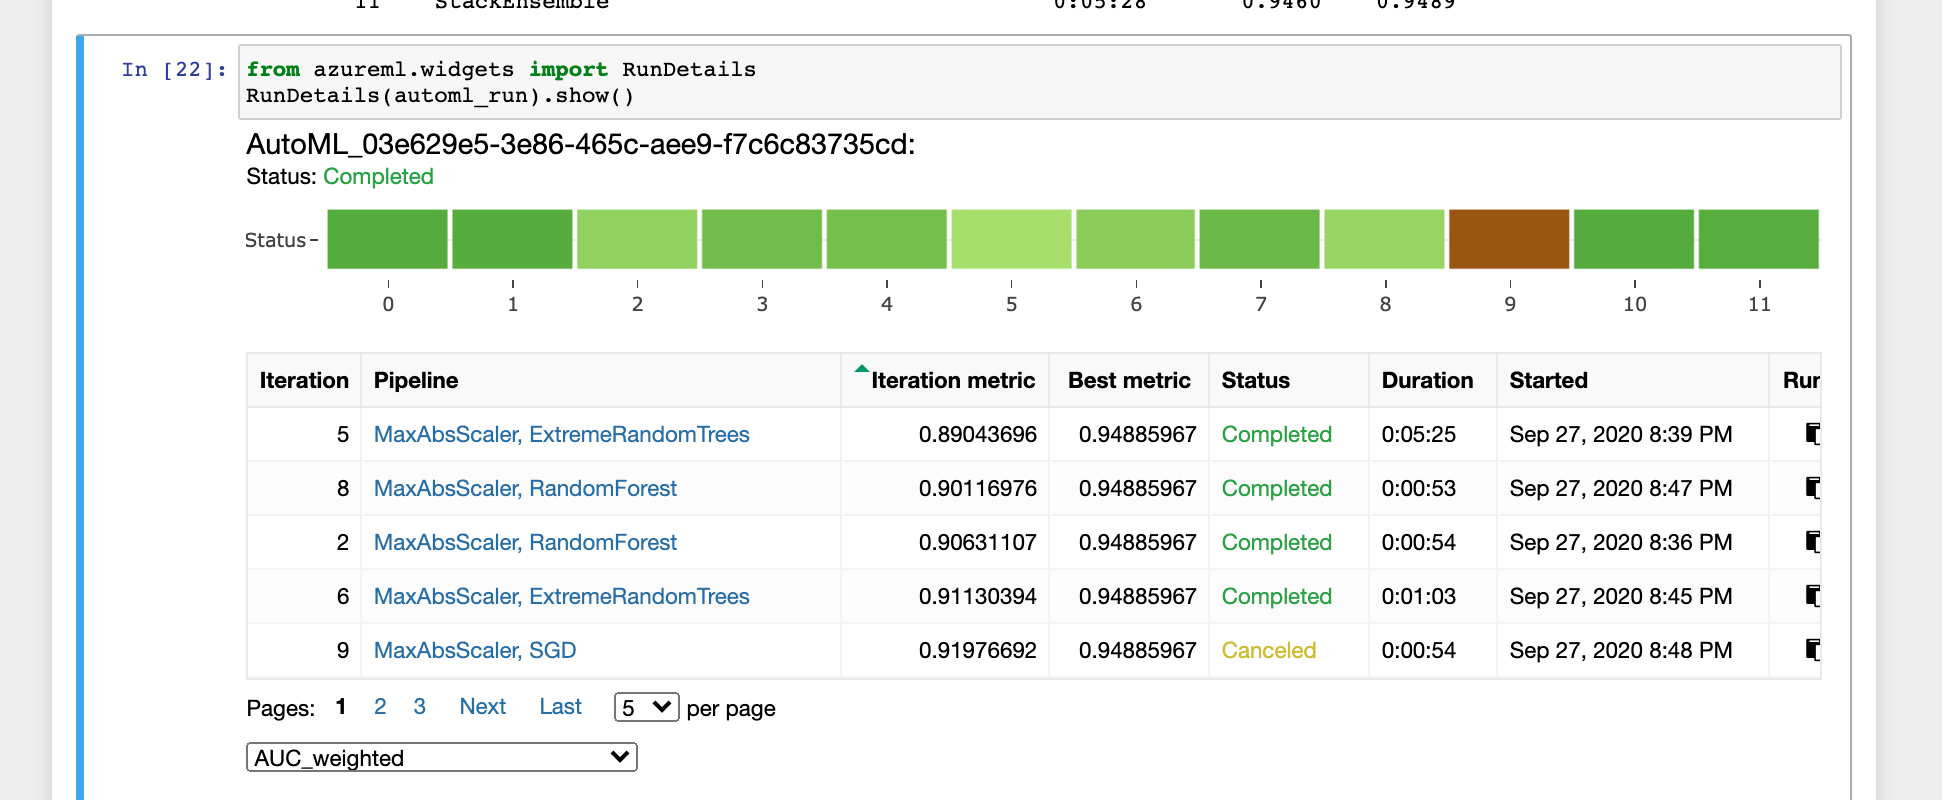 11 StackEnsemble 0:05:28 0.9460 0.9489
In [22]: from azureml.widgets import RunDetails
RunDetails(automl_run).show()
AutoML_03e629e5-3e86-465c-aee9-f7c6c83735cd:
Status: Completed
Status
0 1 2 3 4 5 6 7 8 9 10 11
Iteration Pipeline Iteration metric Best metric Status Duration Started Rur
5 MaxAbsScaler, ExtremeRandomTrees 0.89043696 0.94885967 Completed 0:05:25 Sep 27, 2020 8:39 PM
8 MaxAbsScaler, RandomForest 0.90116976 0.94885967 Completed 0:00:53 Sep 27, 2020 8:47 PM
2 MaxAbsScaler, RandomForest 0.90631107 0.94885967 Completed 0:00:54 Sep 27, 2020 8:36 PM
6 MaxAbsScaler, ExtremeRandomTrees 0.91130394 0.94885967 Completed 0:01:03 Sep 27, 2020 8:45 PM
9 MaxAbsScaler, SGD 0.91976692 0.94885967 Canceled 0:00:54 Sep 27, 2020 8:48 PM
Pages: 1 2 3 Next Last 5 per page
AUC_weighted